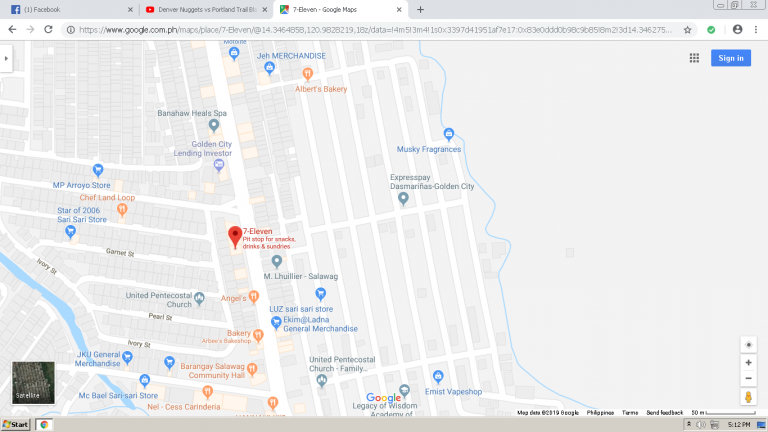 Facebook
Denver Nuggets vs Portland Trail Bl
7-Eleven - Google Maps
https://www.google.com.ph/maps/place/7-Eleven/@14.3464858,120.9828219,18z/data=!4m5!3m4!1s0x3397d41951af7e17:0x83e0ddd0b98c9b85!8m2!3d14.346275...
Sign in
Jeh MERCHANDISE
Albert's Bakery
Banahaw Heals Spa
Golden City
Lending Investor
Musky Fragrances
MP Arroyo Store
Chef Land Loop
Expresspay
Dasmariñas-Golden City
Star of 2006
Sari Sari Store
7-Eleven
Pit stop for snacks,
drinks & sundries
Garnet St
Ivory St
M. Lhuillier - Salawag
United Pentecostal
Church
Angel's
LUZ sari sari store
Pearl St
Ekim@Ladna
General Merchandise
Bakery
Arbee's Bakeshop
Ivory St
JKU General
Merchandise
Barangay Salawag
Community Hall
United Pentecostal
Church - Family...
Satellite
Mc Bael Sari-sari Store
Nel - Cess Carinderia
Google
Emist Vapeshop
Legacy of Wisdom
Academy of
Map data ©2019 Google
Philippines
Terms
Send feedback
50 m
Start
5:12 PM